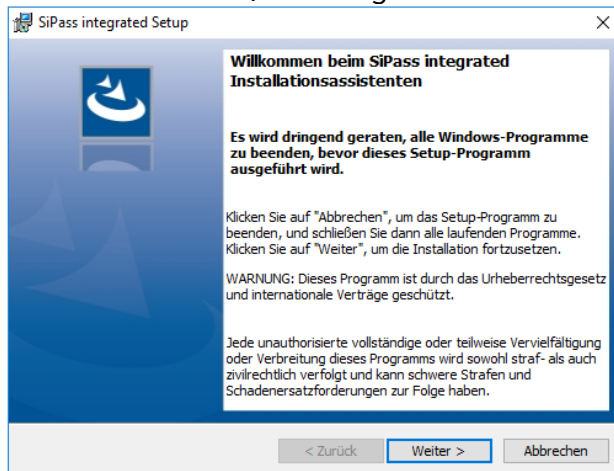 SiPass integrated Setup
Willkommen beim SiPass integrated
Installationsassistenten
Es wird dringend geraten, alle Windows-Programme
zu beenden, bevor dieses Setup-Programm
ausgeführt wird.
Klicken Sie auf "Abbrechen", um das Setup-Programm zu
beenden, und schließen Sie dann alle laufenden Programme.
Klicken Sie auf "Weiter", um die Installation fortzusetzen.
WARNUNG: Dieses Programm ist durch das Urheberrechtsgesetz
und internationale Verträge geschützt.
Jede unauthorisierte vollständige oder teilweise Vervielfältigung
oder Verbreitung dieses Programms wird sowohl straf- als auch
zivilrechtlich verfolgt und kann schwere Strafen und
Schadenersatzforderungen zur Folge haben.
< Zurück Weiter > Abbrechen